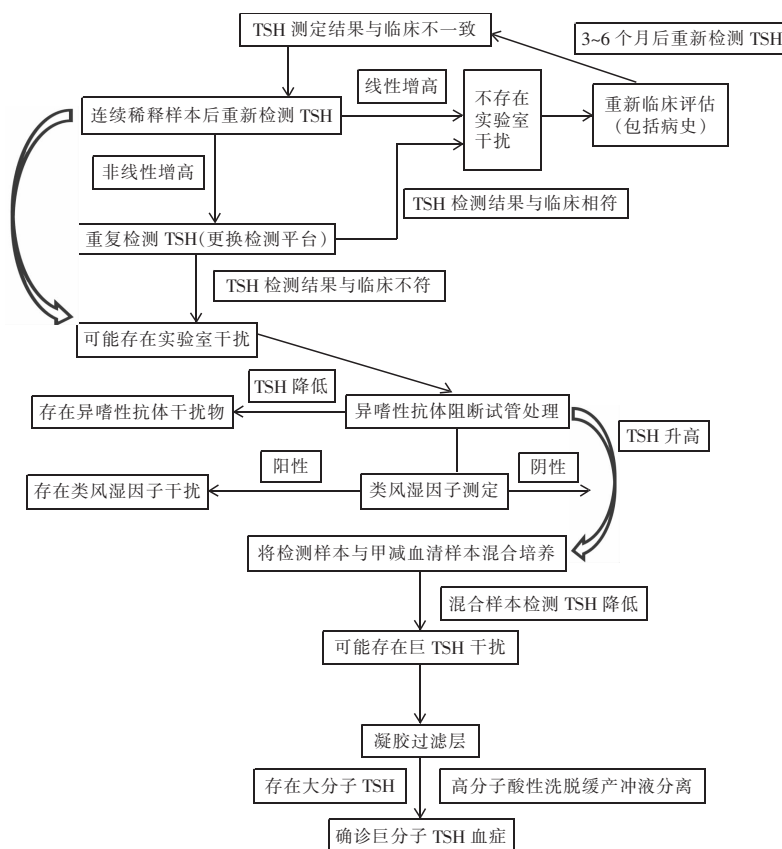 TSH 测定结果与临床不一致
3~6 个月后重新检测 TSH
线性增高
不存在
实验室
干扰
连续稀释样本后重新检测 TSH
重新临床评估
(包括病史)
非线性增高
TSH 检测结果与临床相符
重复检测 TSH(更换检测平台)
TSH 检测结果与临床不符
可能存在实验室干扰
TSH 降低
存在异嗜性抗体干扰物
异嗜性抗体阻断试管处理
TSH 升高
阳性
阴性
存在类风湿因子干扰
类风湿因子测定
将检测样本与甲减血清样本混合培养
混合样本检测 TSH 降低
可能存在巨 TSH 干扰
凝胶过滤层
存在大分子 TSH
高分子酸性洗脱缓产冲液分离
确诊巨分子 TSH 血症